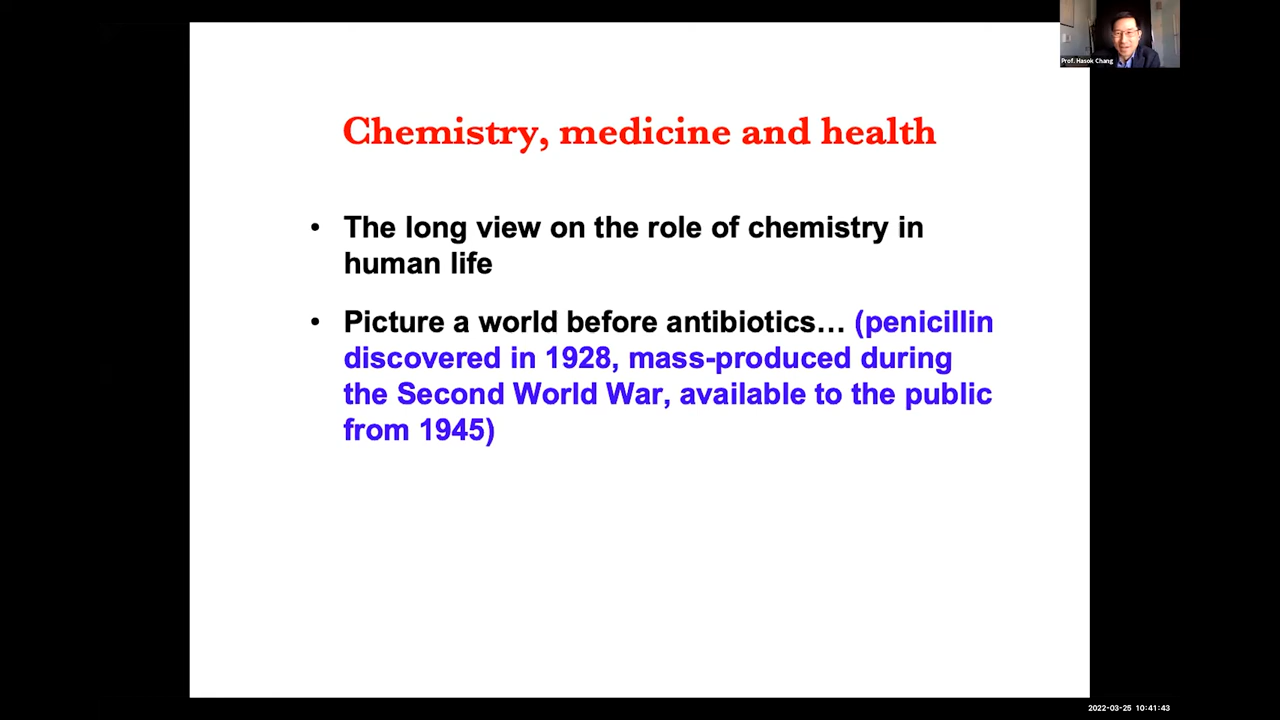 Prof. Hasok Chang
Chemistry, medicine and health
• The long view on the role of chemistry in
human life
• Picture a world before antibiotics… (penicillin
discovered in 1928, mass-produced during
the Second World War, available to the public
from 1945)
2022-03-25 10:41:43